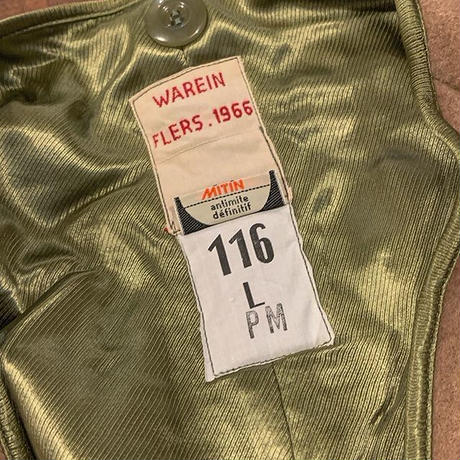 WAREIN
FLERS.1966
MITIN
antimite
définitif
116
L
PM